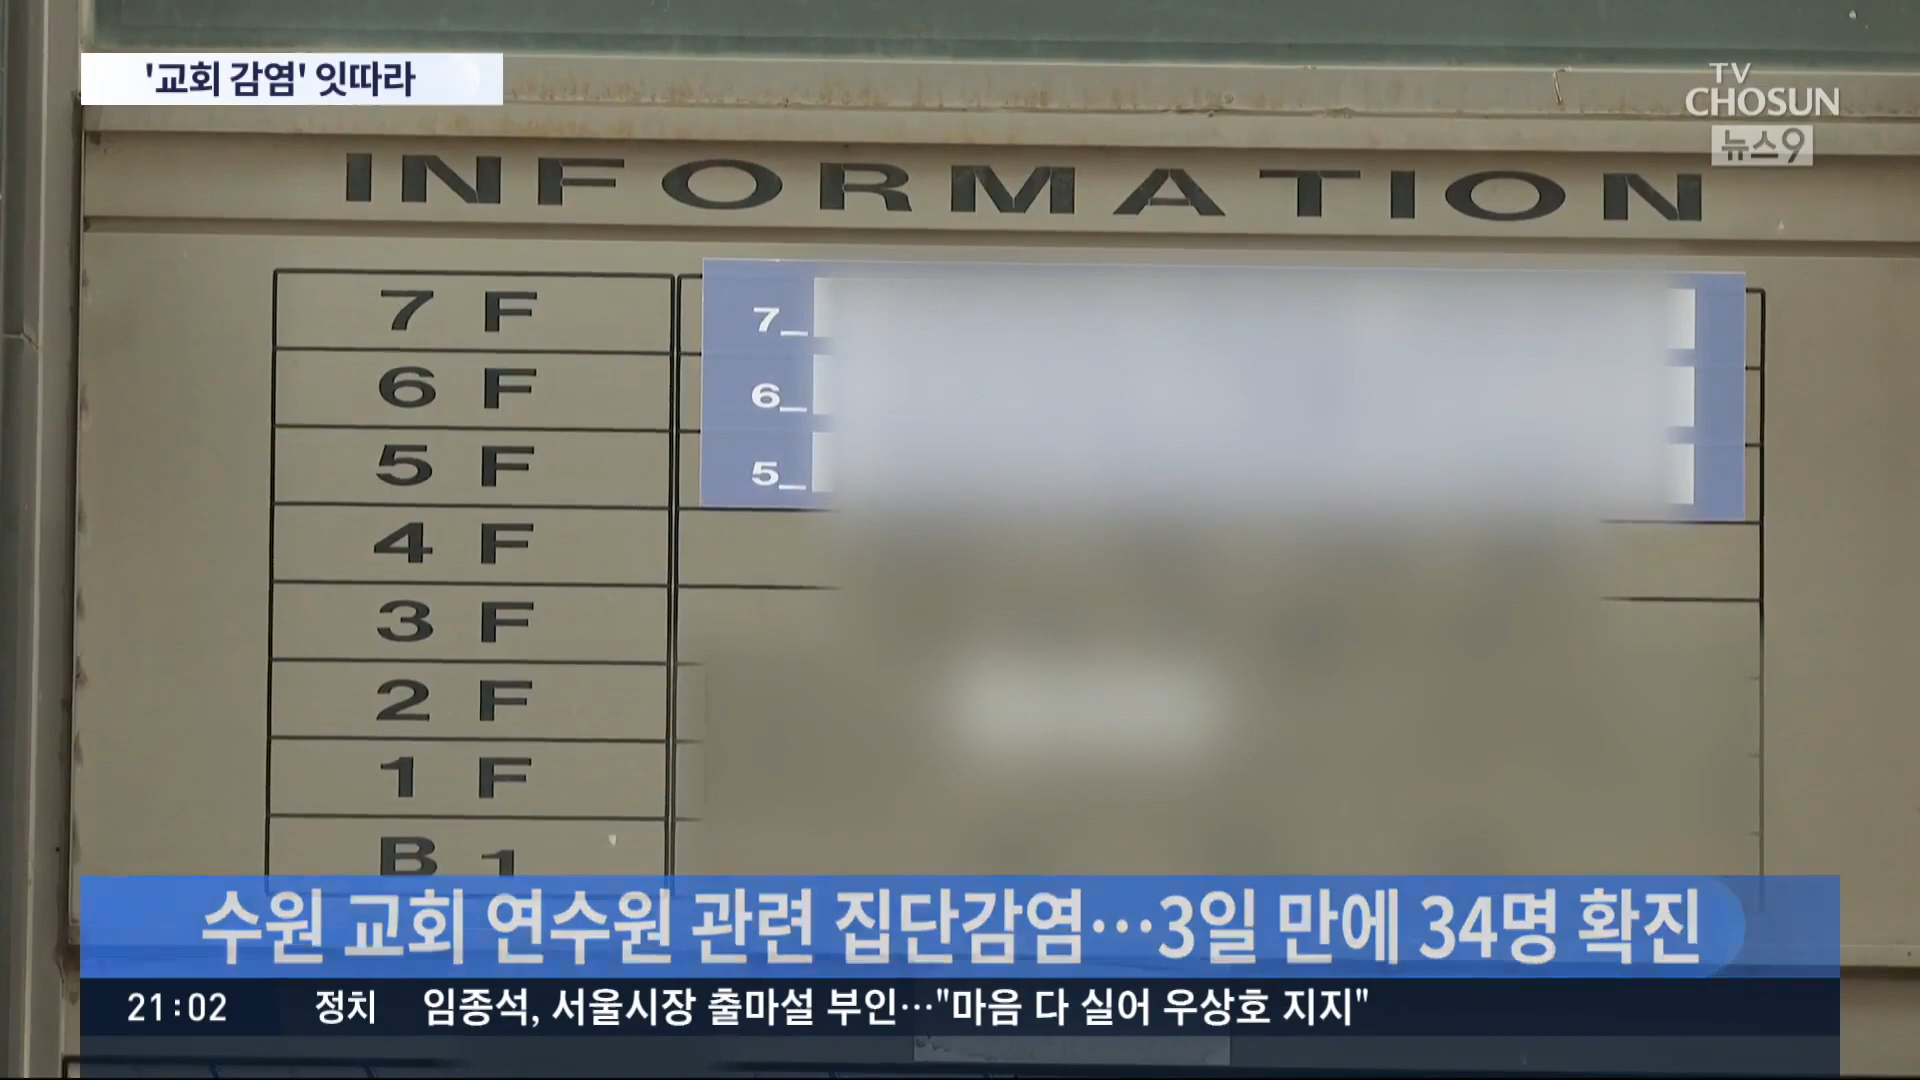 '교회 감염' 잇따라
TV
CHOSUN
뉴스9
INFORMATION
7 F
7_
6 F
6_
5 F
5_
4 F
3 F
2 F
1 F
B 1
수원 교회 연수원 관련 집단감염…3일 만에 34명 확진
21:02 정치 임종석, 서울시장 출마설 부인…"마음 다 실어 우상호 지지"